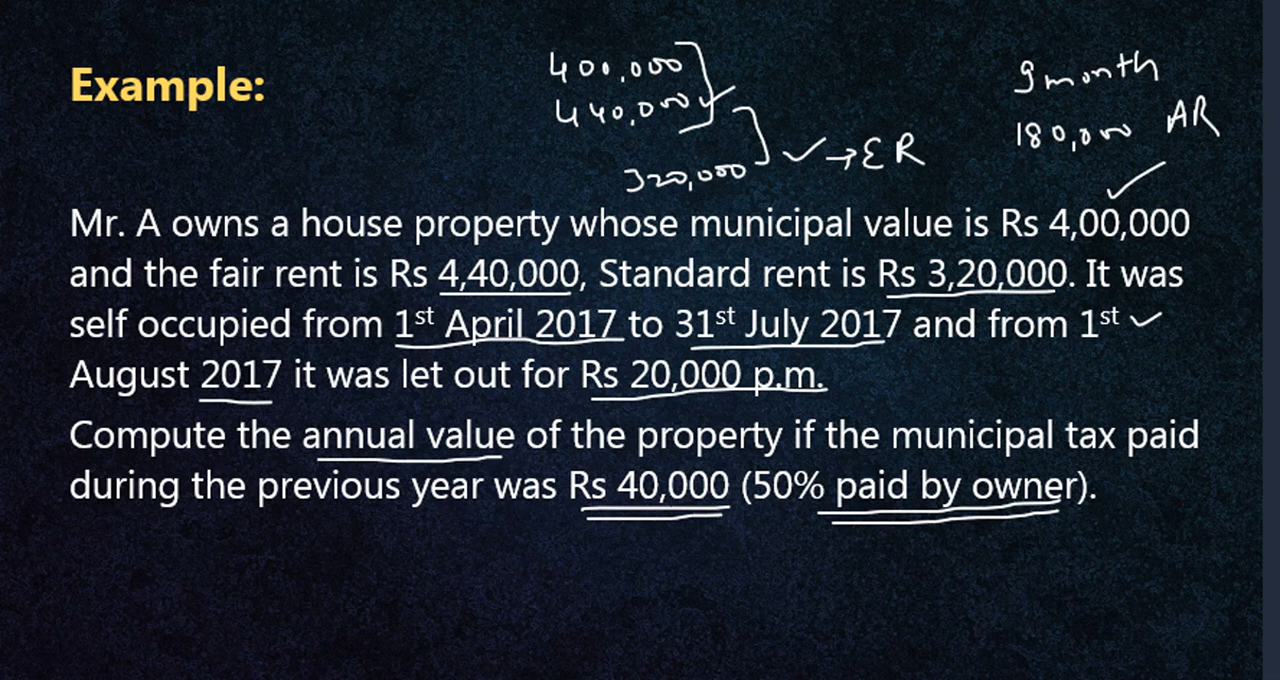 Example:
400,000
440,000
320,000
→ ER
9 month
180,000 AR
Mr. A owns a house property whose municipal value is Rs 4,00,000
and the fair rent is Rs 4,40,000, Standard rent is Rs 3,20,000. It was
self occupied from 1st April 2017 to 31st July 2017 and from 1st
August 2017 it was let out for Rs 20,000 p.m.
Compute the annual value of the property if the municipal tax paid
during the previous year was Rs 40,000 (50% paid by owner).